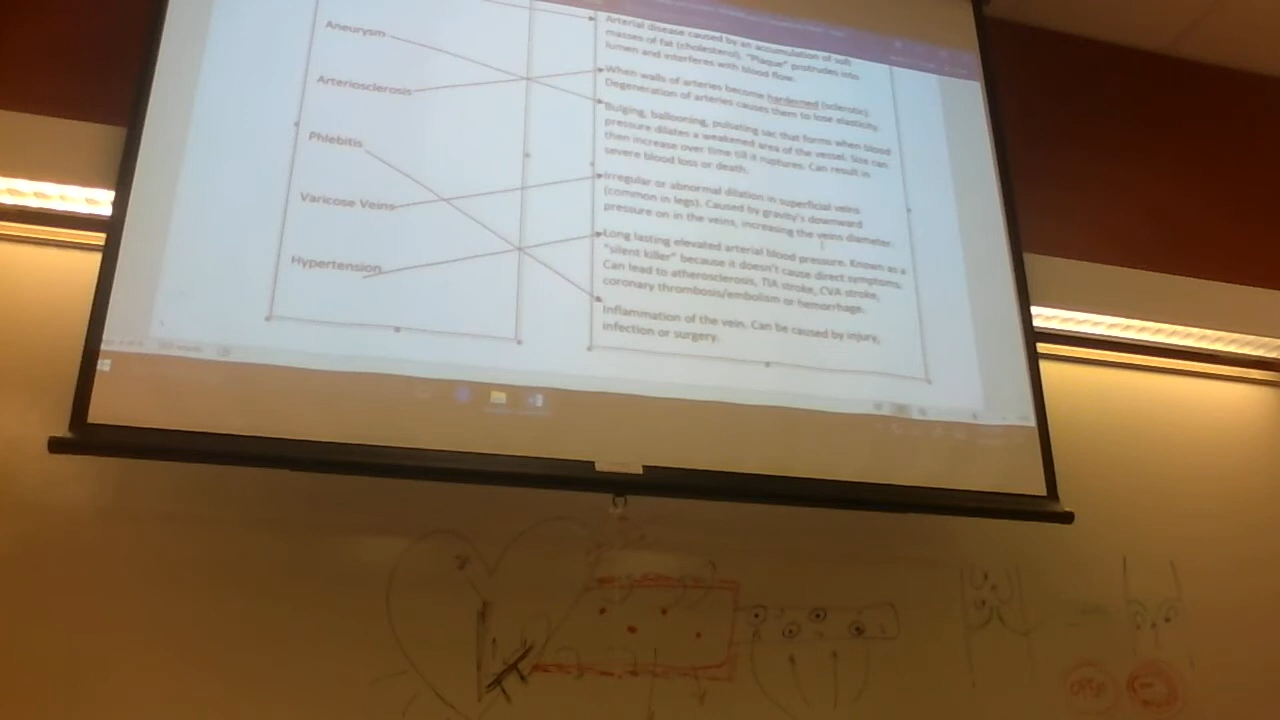 Aneurysm
Arteriosclerosis
Phlebitis
Varicose Veins
Hypertension
Arterial disease caused by an accumulation of soft
masses of fat (cholesterol). "Plaque" protrudes into
lumen and interferes with blood flow.
When walls of arteries become hardened (sclerotic).
Degeneration of arteries causes them to lose elasticity.
Bulging, ballooning, pulsating sac that forms when blood
pressure dilates a weakened area of the vessel. Size can
then increase over time till it ruptures. Can result in
severe blood loss or death.
Irregular or abnormal dilation in superficial veins
(common in legs). Caused by gravity's downward
pressure on in the veins, increasing the veins diameter.
Long lasting elevated arterial blood pressure. Known as a
"silent killer" because it doesn't cause direct symptoms.
Can lead to atherosclerosis, TIA stroke, CVA stroke,
coronary thrombosis/embolism or hemorrhage.
Inflammation of the vein. Can be caused by injury,
infection or surgery.